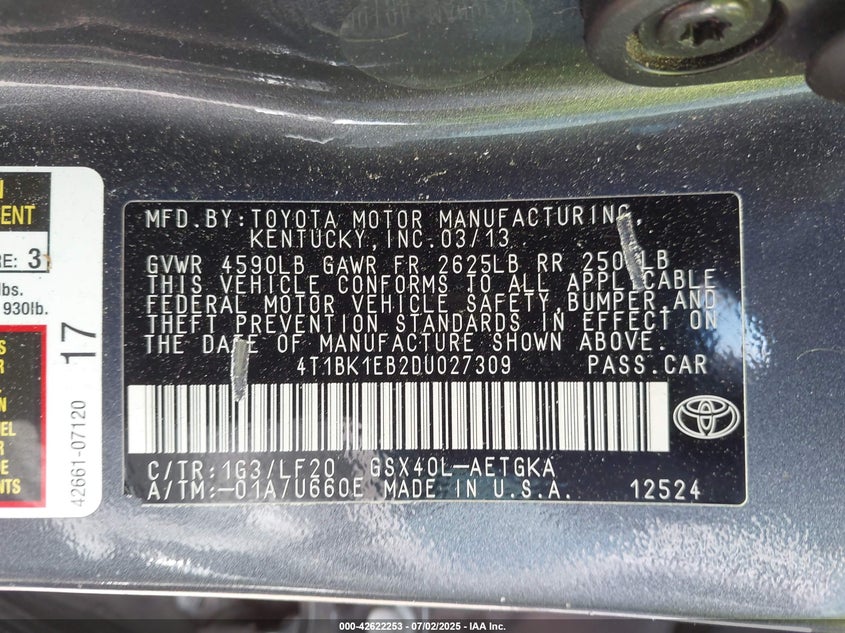 ENT
RE: 3
lbs.
930lb.
17
42661-07120
MFD.BY:TOYOTA MOTOR MANUFACTURING,
KENTUCKY,INC.03/13
GVWR 4590LB GAWR FR 2625LB RR LB
THIS VEHICLE CONFORMS TO ALL APPLICABLE
FEDERAL MOTOR VEHICLE SAFETY,BUMPER,AND
THEFT PREVENTION STANDARDS IN EFFECT ON
THE DATE OF MANUFACTURE SHOWN ABOVE.
4T1BK1EB2DU027309 PASS.CAR
C/TR:1G3/LF20 GSX40L-AETGKA
A/TM:-01A/U660E MADE IN U.S.A. 12524
000-42622253 - 07/02/2025 - IAA Inc.